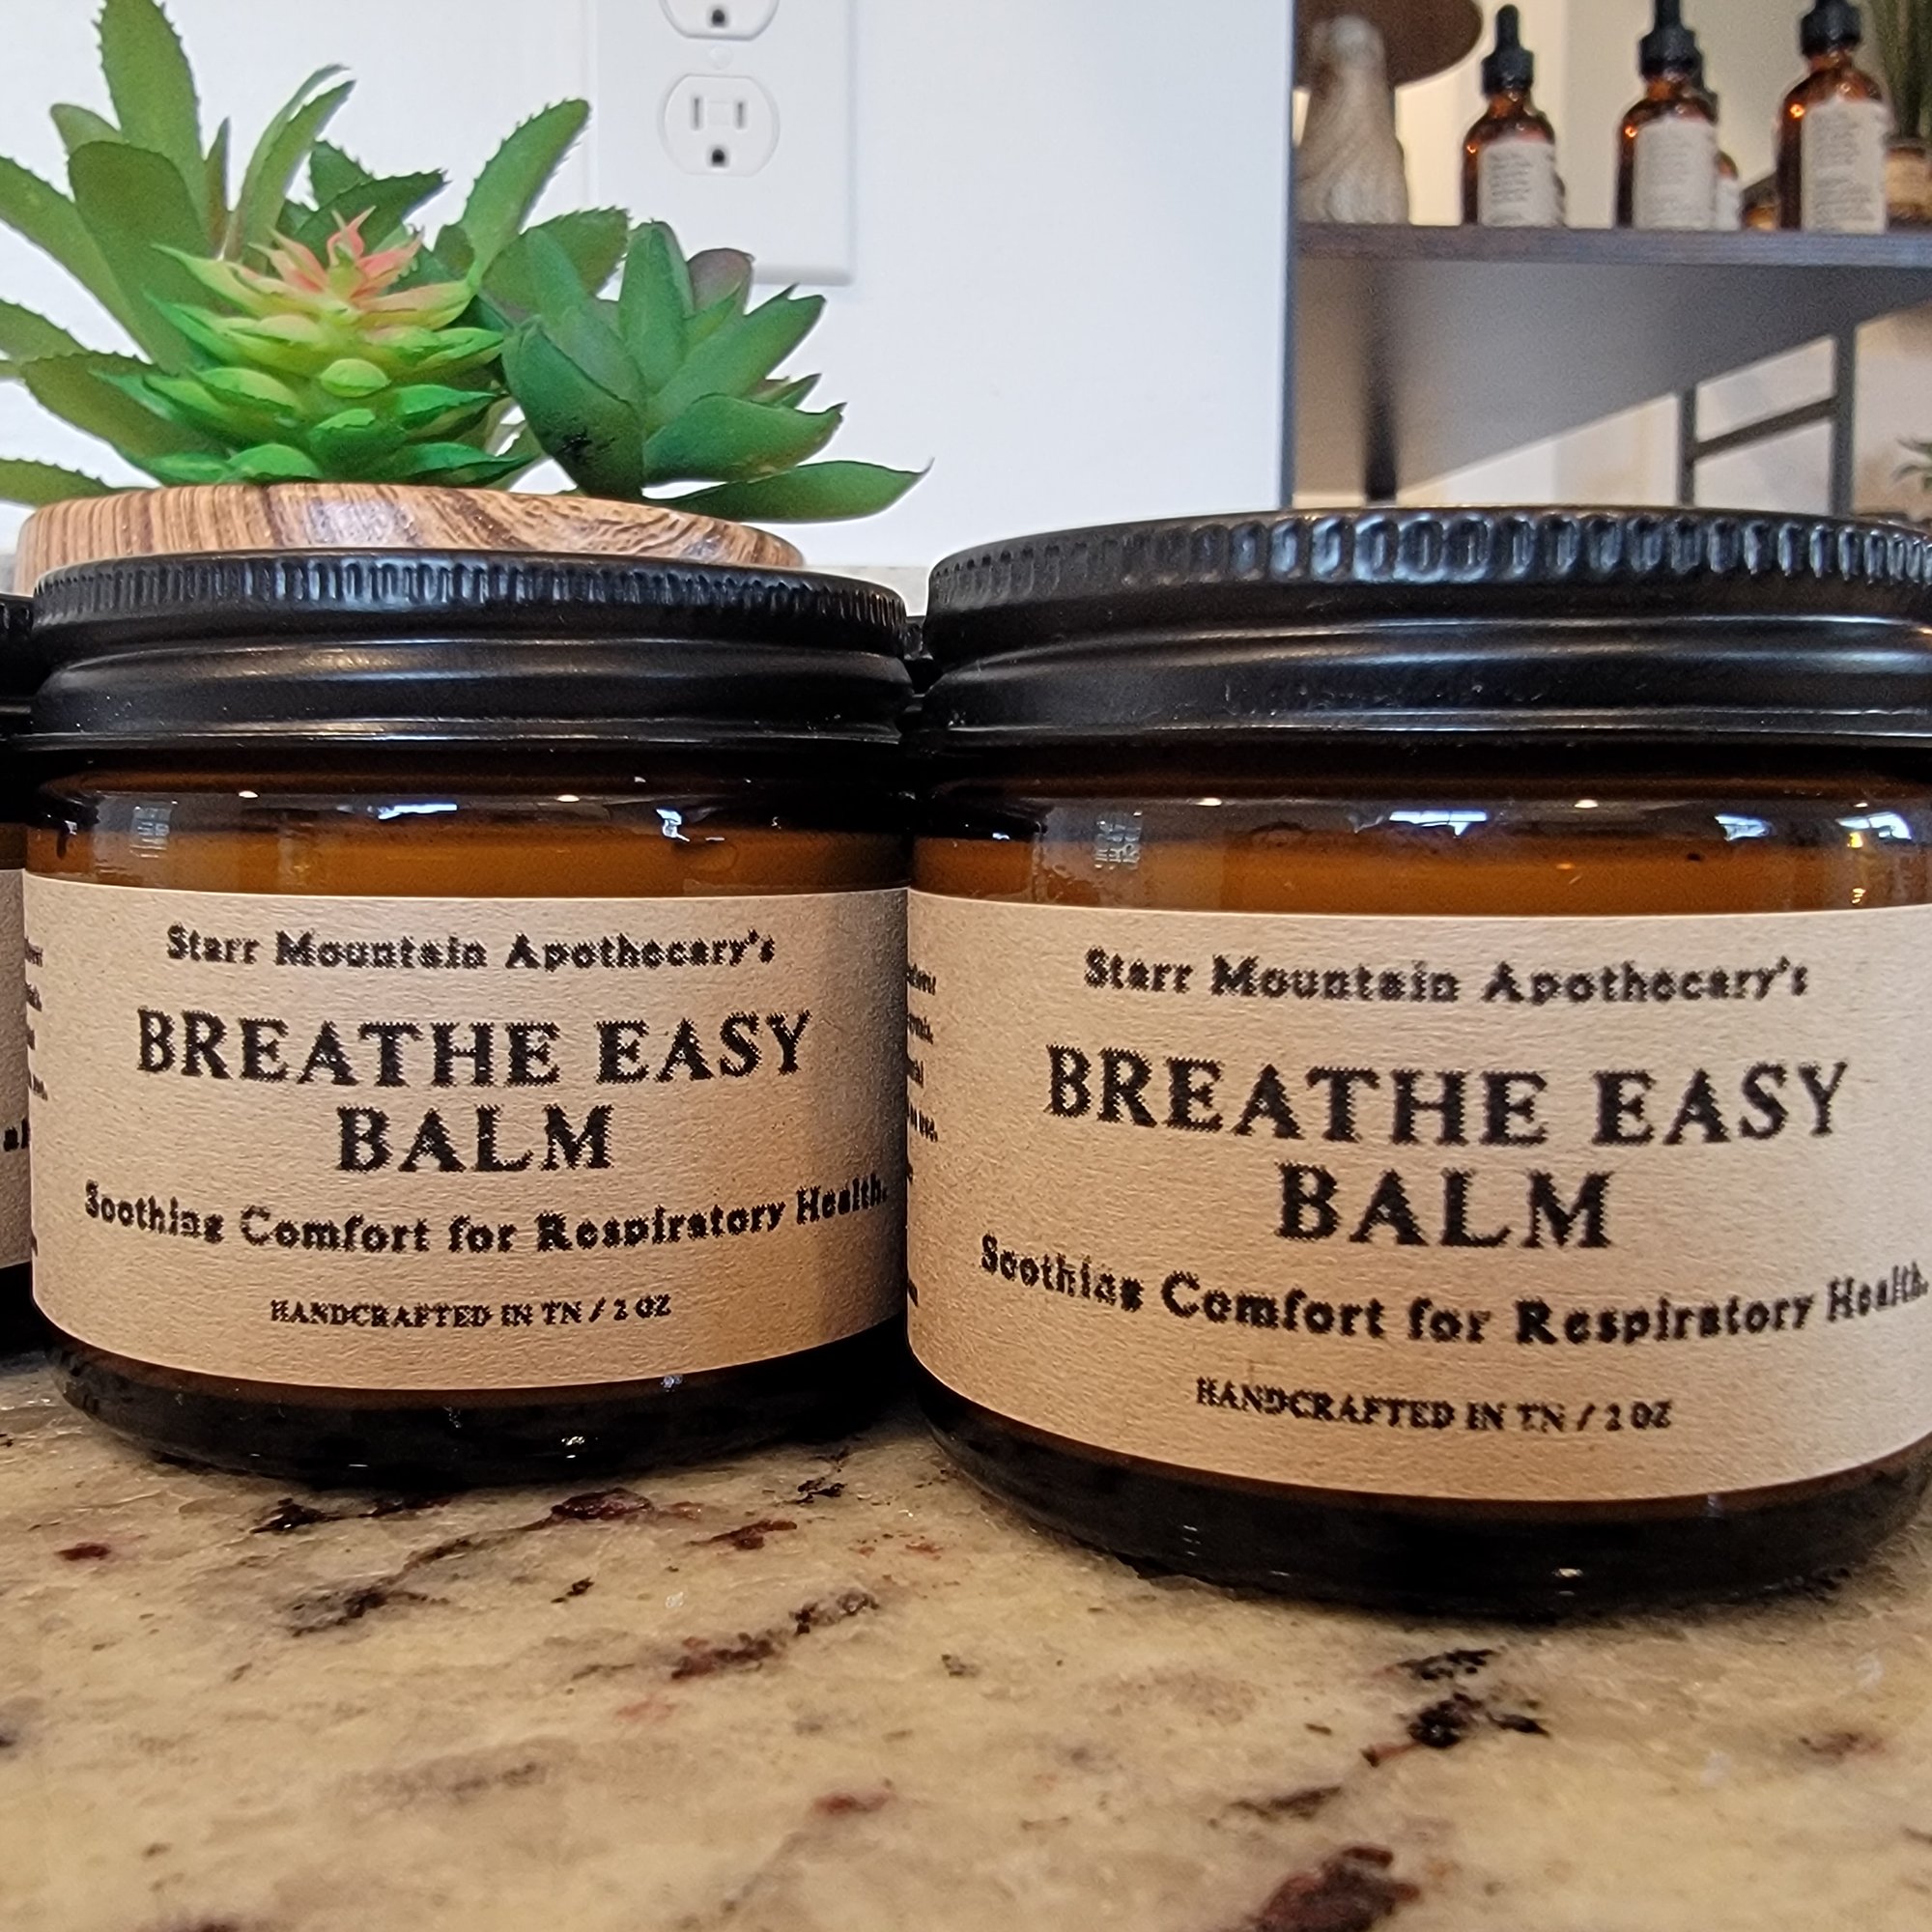 Starr Mountain Apothecary's
BREATHE EASY
BALM
Soothing Comfort for Respiratory Health.
HANDCRAFTED IN TN / 2 OZ
Starr Mountain Apothecary's
BREATHE EASY
BALM
Soothing Comfort for Respiratory Health.
HANDCRAFTED IN TN / 2 OZ